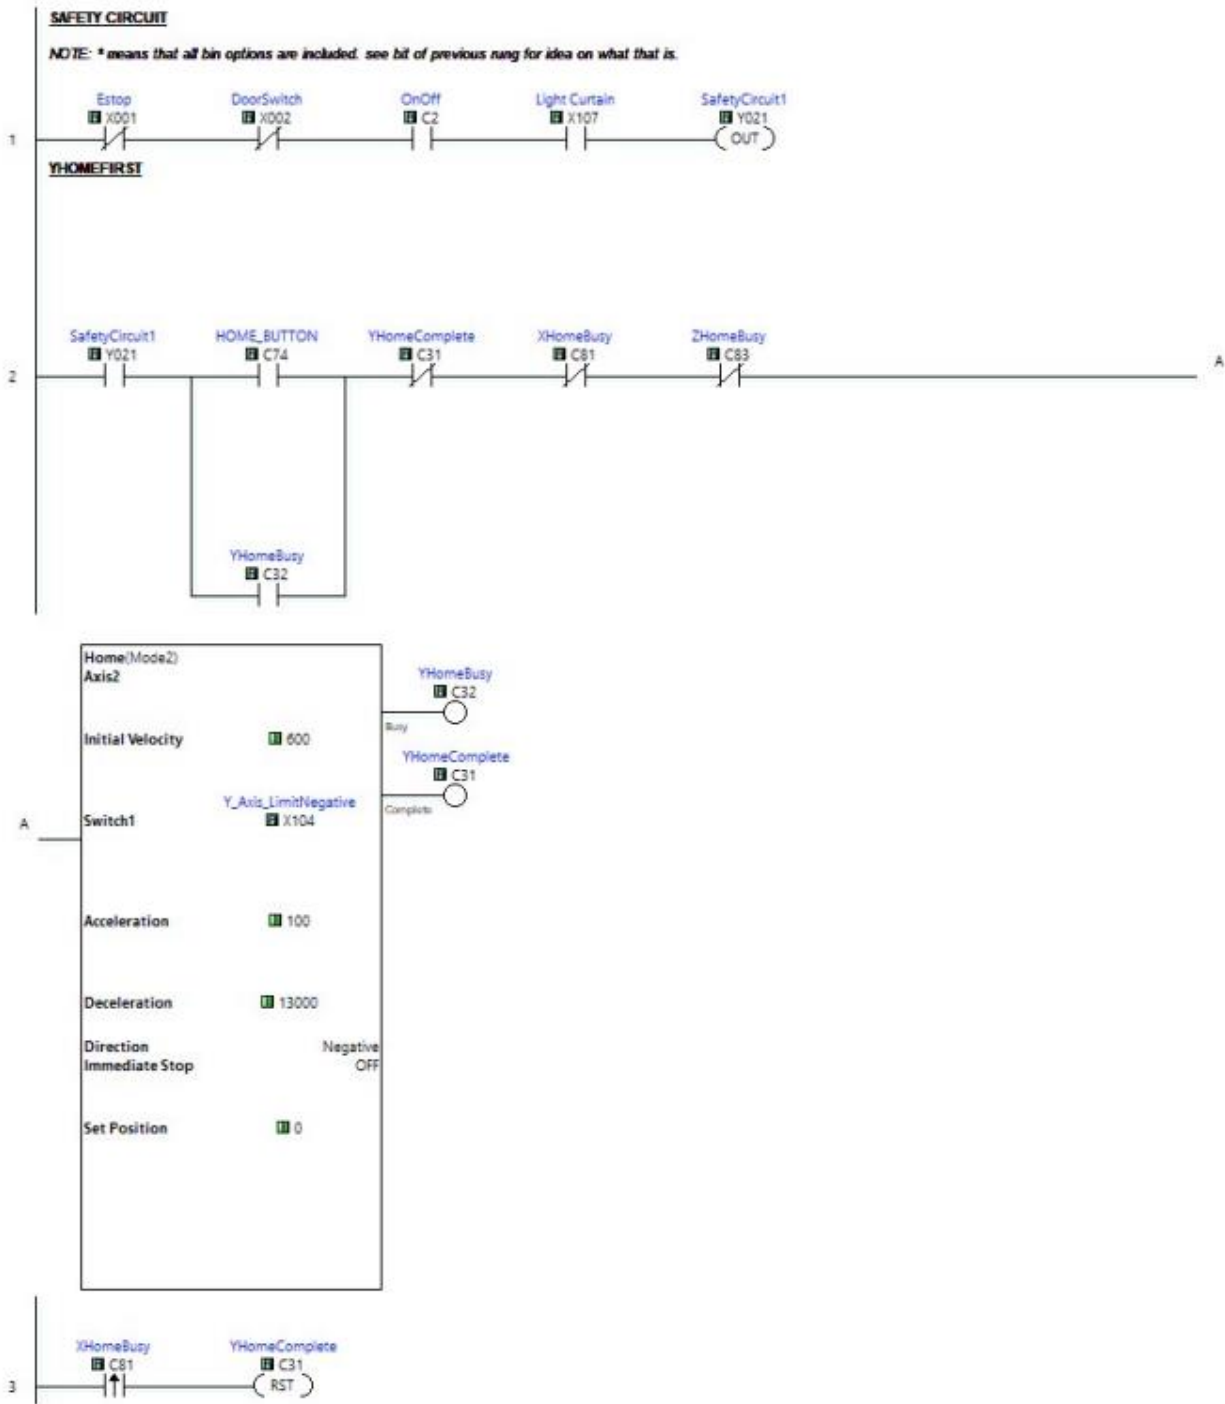 SAFETY CIRCUIT
NOTE: * means that all bin options are included. see bit of previous rung for idea on what that is.
Estop DoorSwitch OnOff Light Curtain SafetyCircuit1
X001 X002 C2 X107 Y021
1 OUT
YHOMEFIRST
SafetyCircuit1 HOME_BUTTON YHomeComplete XHomeBusy ZHomeBusy
Y021 C74 C31 C81 C83
2 A
YHomeBusy
C32
Home(Mode2)
Axis2
YHomeBusy
C32
Busy
Initial Velocity 600
YHomeComplete
C31
Complete
Y_Axis_LimitNegative
A Switch1 X104
Acceleration 100
Deceleration 13000
Direction Negative
Immediate Stop OFF
Set Position 0
XHomeBusy YHomeComplete
C81 C31
3 RST